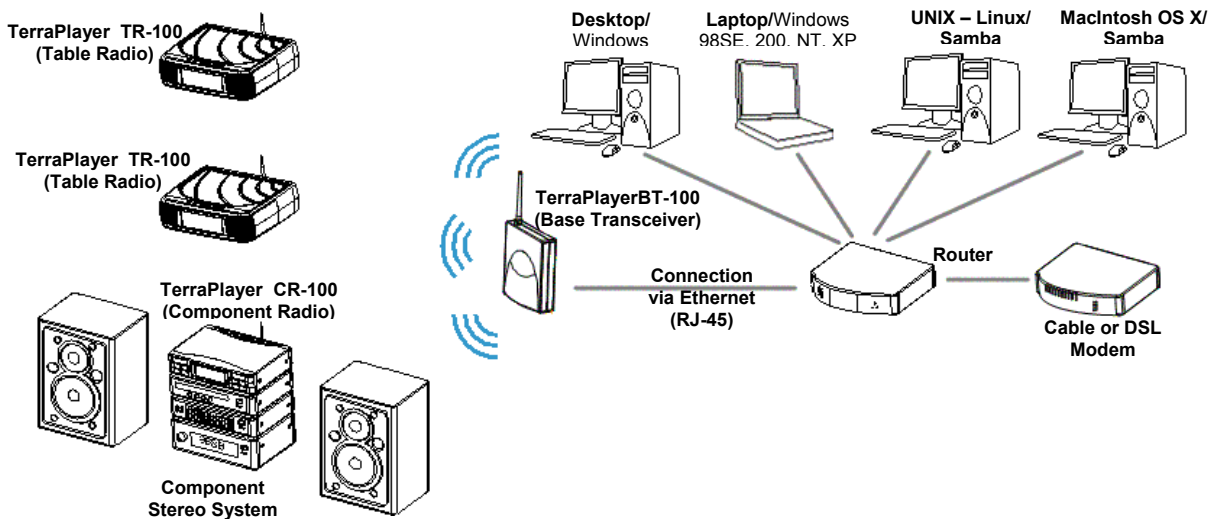 TerraPlayer TR-100
(Table Radio)
TerraPlayer TR-100
(Table Radio)
TerraPlayer CR-100
(Component Radio)
Component
Stereo System
Desktop/
Windows
Laptop/Windows
98SE, 200, NT, XP
UNIX – Linux/
Samba
MacIntosh OS X/
Samba
TerraPlayerBT-100
(Base Transceiver)
Connection
via Ethernet
(RJ-45)
Router
Cable or DSL
Modem